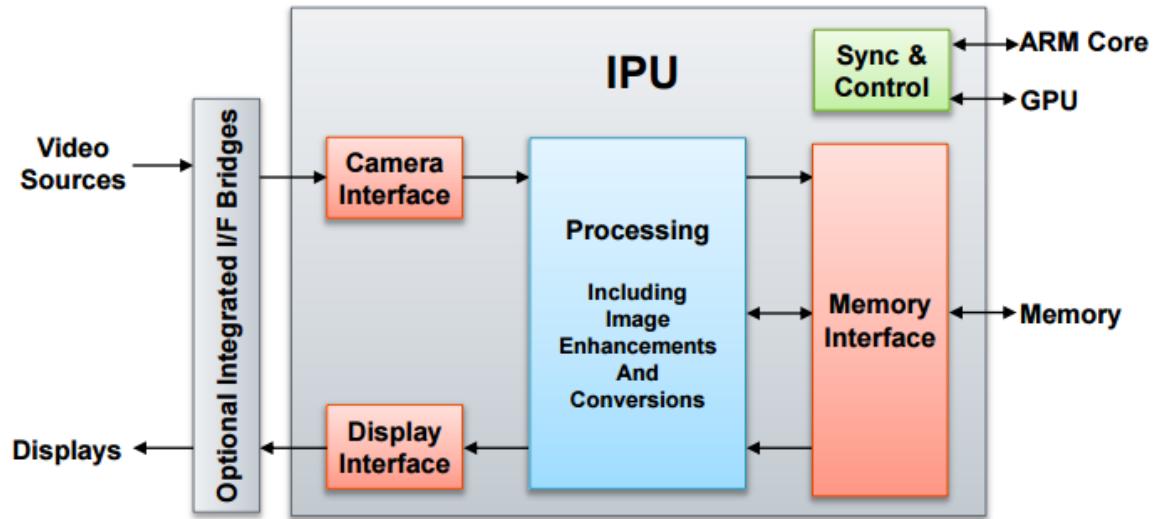 IPU
Sync &
Control
ARM Core
GPU
Video
Sources
Optional Integrated I/F Bridges
Camera
Interface
Processing
Including
Image
Enhancements
And
Conversions
Memory
Interface
Memory
Display
Interface
Displays